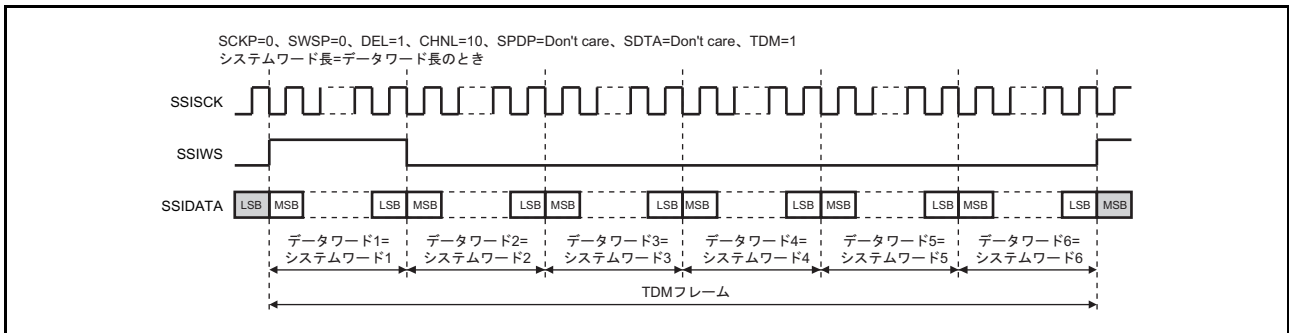 SCKP=0、SWSP=0、DEL=1、CHNL=10、SPDP=Don't care、SDTA=Don't care、TDM=1
システムワード長=データワード長のとき
SSISCK
SSIWS
SSIDATA
LSB MSB LSB MSB LSB MSB LSB MSB LSB MSB LSB MSB LSB MSB
データワード1= データワード2= データワード3= データワード4= データワード5= データワード6=
システムワード1 システムワード2 システムワード3 システムワード4 システムワード5 システムワード6
TDMフレーム